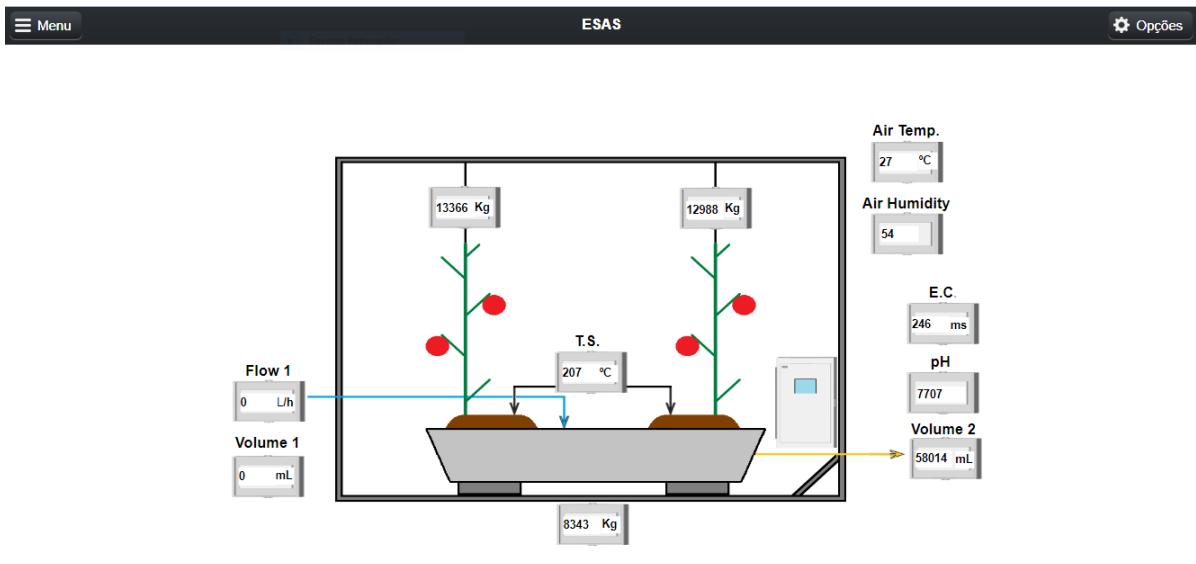 Menu
ESAS
Opções
Air Temp.
27 ºC
13366 Kg
12988 Kg
Air Humidity
54
E.C.
246 ms
T.S.
207 ºC
pH
7707
Flow 1
0 L/h
Volume 1
0 mL
Volume 2
58014 mL
8343 Kg